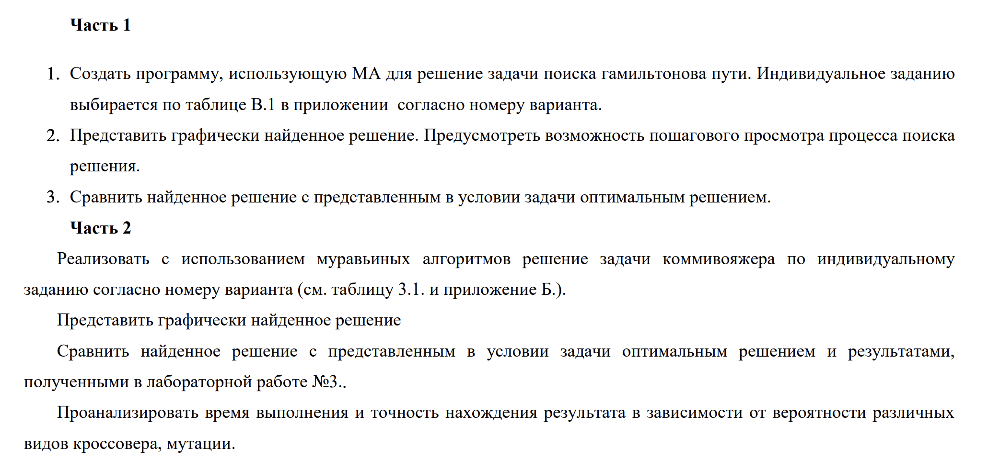 Часть 1
1. Создать программу, использующую МА для решение задачи поиска гамильтонова пути. Индивидуальное заданию
выбирается по таблице В.1 в приложении  согласно номеру варианта.
2. Представить графически найденное решение. Предусмотреть возможность пошагового просмотра процесса поиска
решения.
3. Сравнить найденное решение с представленным в условии задачи оптимальным решением.
Часть 2
Реализовать с использованием муравьиных алгоритмов решение задачи коммивояжера по индивидуальному
заданию согласно номеру варианта (см. таблицу 3.1. и приложение Б.).
Представить графически найденное решение
Сравнить найденное решение с представленным в условии задачи оптимальным решением и результатами,
полученными в лабораторной работе №3..
Проанализировать время выполнения и точность нахождения результата в зависимости от вероятности различных
видов кроссовера, мутации.